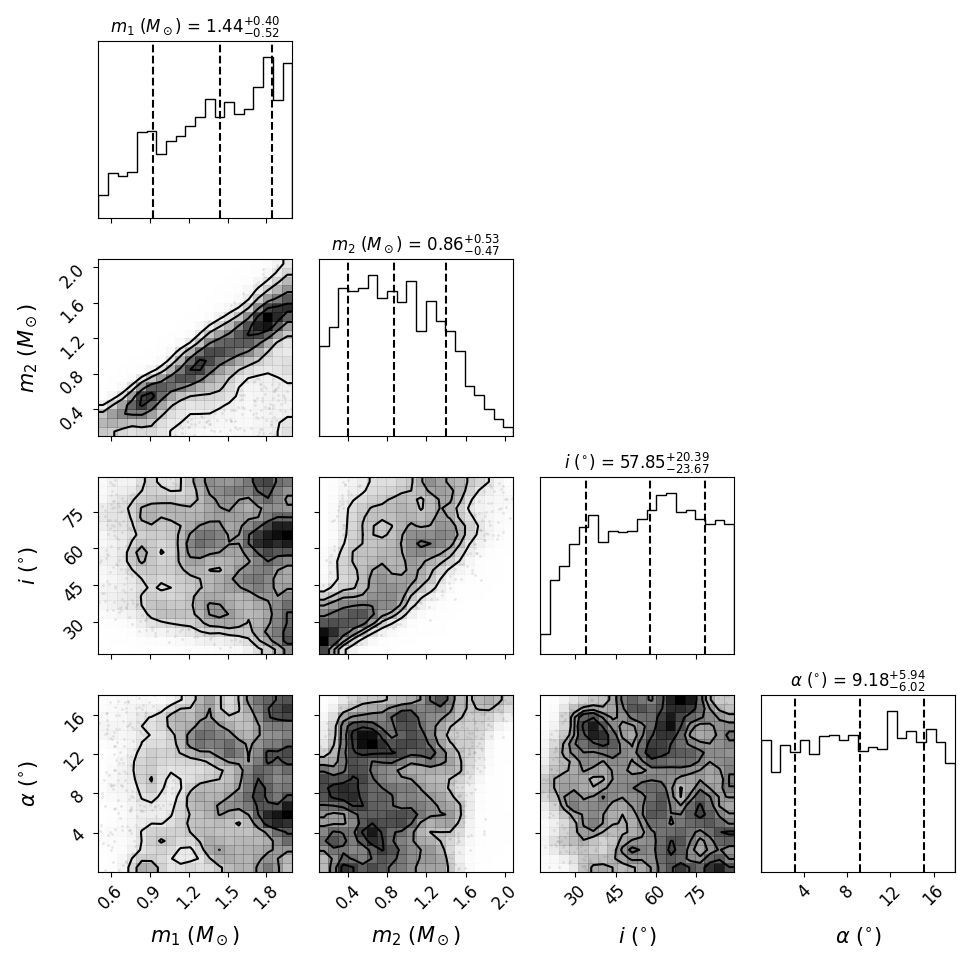 m₁ (M⊙) = 1.44 +0.40 −0.52
m₂ (M⊙) = 0.86 +0.53 −0.47
2.0
1.6
1.2
0.8
0.4
m₂ (M⊙)
i (°) = 57.85 +20.39 −23.67
75
60
45
30
i (°)
α (°) = 9.18 +5.94 −6.02
16
12
8
4
α (°)
0.6 0.9 1.2 1.5 1.8
0.4 0.8 1.2 1.6 2.0
30 45 60 75
4 8 12 16
m₁ (M⊙)
m₂ (M⊙)
i (°)
α (°)